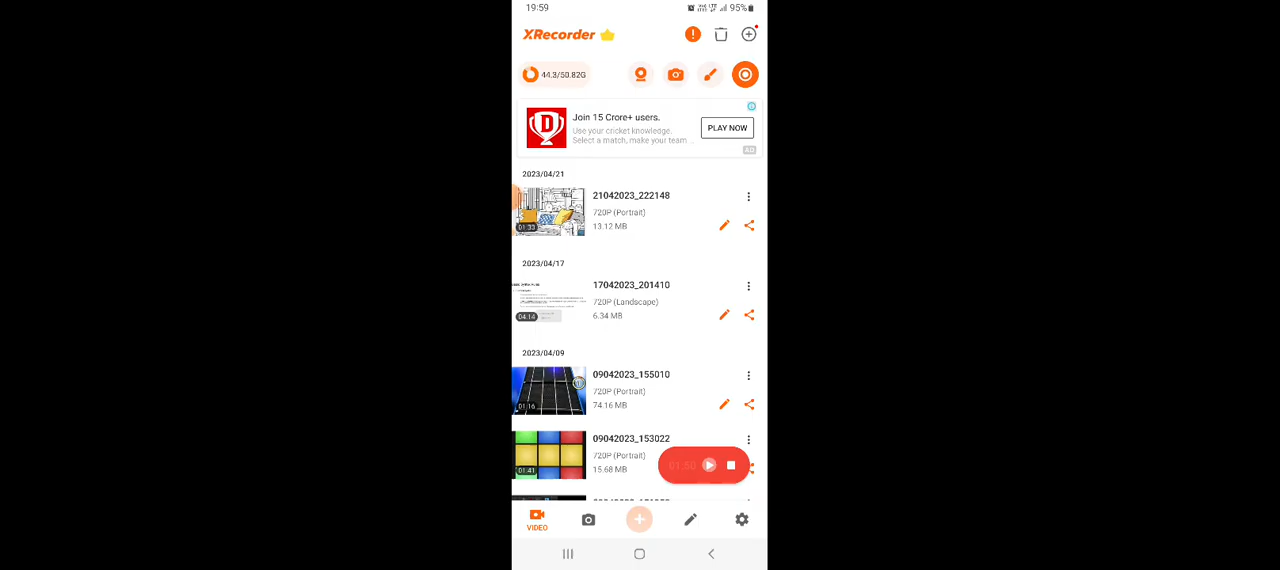 19:59
95%
XRecorder
44.3/50.82G
Join 15 Crore+ users.
Use your cricket knowledge.
Select a match, make your team ...
PLAY NOW
AD
2023/04/21
21042023_222148
720P (Portrait)
01:33
13.12 MB
2023/04/17
17042023_201410
720P (Landscape)
04:14
6.34 MB
2023/04/09
09042023_155010
720P (Portrait)
01:16
74.16 MB
09042023_153022
720P (Portrait)
01:41
15.68 MB
01:50
VIDEO